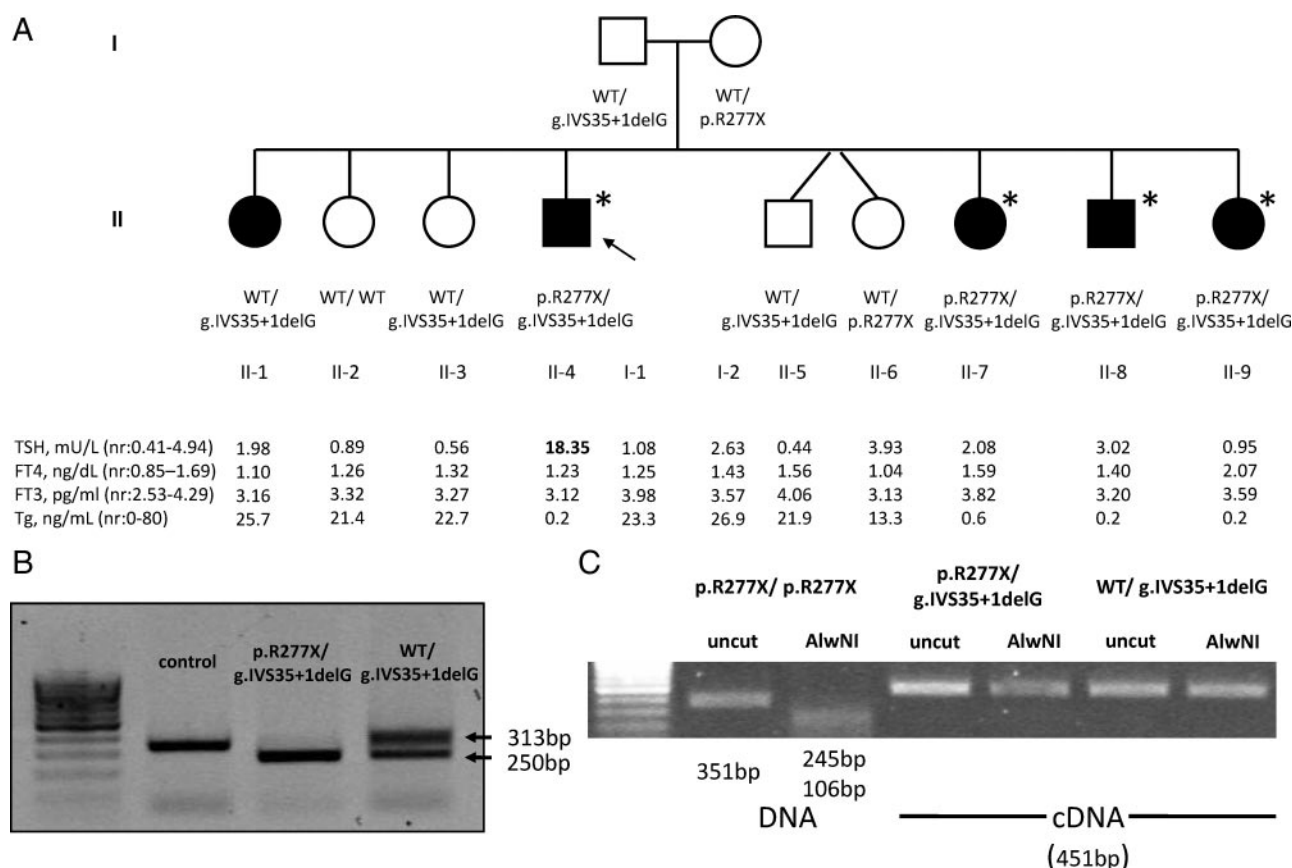 A
I
WT/
g.IVS35+1delG
WT/
p.R277X
II
*
*
*
*
WT/
g.IVS35+1delG
WT/ WT
WT/
g.IVS35+1delG
p.R277X/
g.IVS35+1delG
WT/
g.IVS35+1delG
WT/
p.R277X
p.R277X/
g.IVS35+1delG
p.R277X/
g.IVS35+1delG
p.R277X/
g.IVS35+1delG
II-1 II-2 II-3 II-4 I-1 I-2 II-5 II-6 II-7 II-8 II-9
TSH, mU/L (nr:0.41-4.94) 1.98 0.89 0.56 18.35 1.08 2.63 0.44 3.93 2.08 3.02 0.95
FT4, ng/dL (nr:0.85–1.69) 1.10 1.26 1.32 1.23 1.25 1.43 1.56 1.04 1.59 1.40 2.07
FT3, pg/ml (nr:2.53-4.29) 3.16 3.32 3.27 3.12 3.98 3.57 4.06 3.13 3.82 3.20 3.59
Tg, ng/mL (nr:0-80) 25.7 21.4 22.7 0.2 23.3 26.9 21.9 13.3 0.6 0.2 0.2
B
control
p.R277X/
g.IVS35+1delG
WT/
g.IVS35+1delG
313bp
250bp
C
p.R277X/ p.R277X
p.R277X/
g.IVS35+1delG
WT/ g.IVS35+1delG
uncut AlwNI uncut AlwNI uncut AlwNI
351bp
245bp
106bp
DNA
cDNA
(451bp)